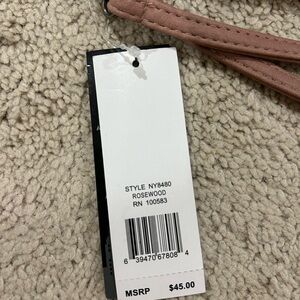 STYLE NY8480
ROSEWOOD
RN 100583
6 39470 67808 4
MSRP $45.00